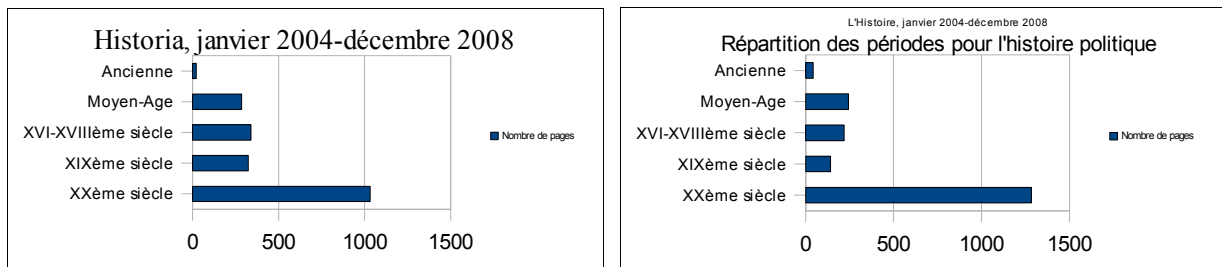 Historia, janvier 2004-décembre 2008
Ancienne
Moyen-Age
XVI-XVIIIème siècle
XIXème siècle
XXème siècle
0 500 1000 1500
Nombre de pages
L'Histoire, janvier 2004-décembre 2008
Répartition des périodes pour l'histoire politique
Ancienne
Moyen-Age
XVI-XVIIIème siècle
XIXème siècle
XXème siècle
0 500 1000 1500
Nombre de pages